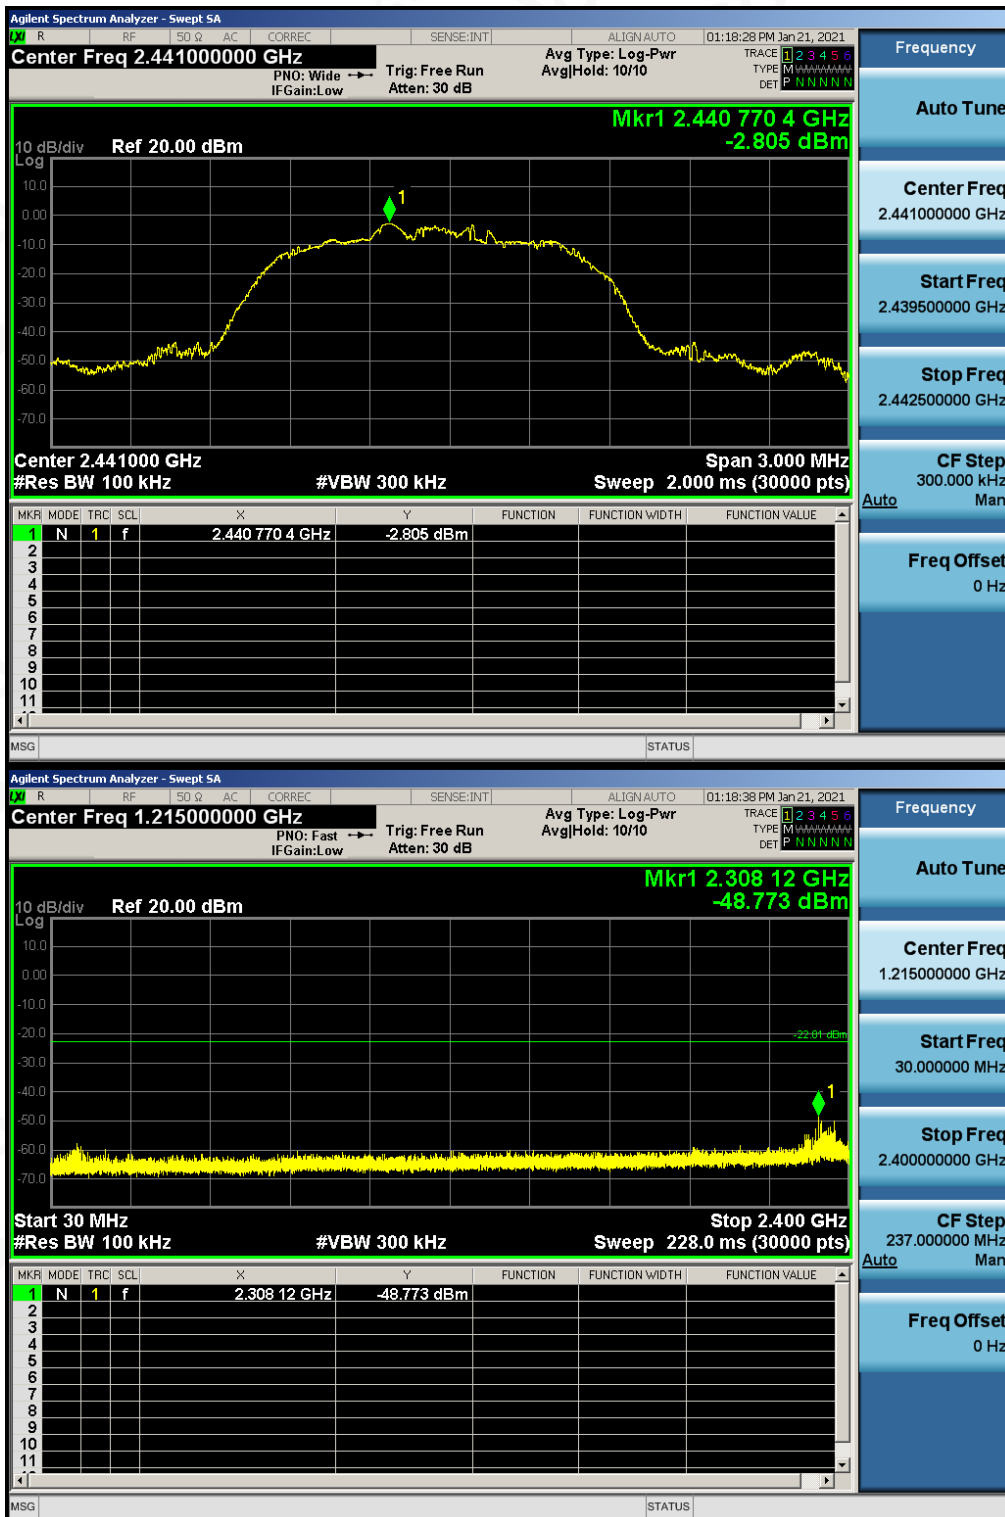 Agilent Spectrum Analyzer - Swept SA
LXI R RF 50 Ω AC CORREC SENSE:INT ALIGN AUTO 01:18:28 PM Jan 21, 2021
Center Freq 2.441000000 GHz
PNO: Wide
IFGain:Low
Trig: Free Run
Atten: 30 dB
Avg Type: Log-Pwr
Avg|Hold: 10/10
TRACE 1 2 3 4 5 6
TYPE M
DET P N N N N N
Mkr1 2.440 770 4 GHz
-2.805 dBm
10 dB/div Ref 20.00 dBm
Log
10.0
1
0.00
-10.0
-20.0
-30.0
-40.0
-50.0
-60.0
-70.0
Center 2.441000 GHz Span 3.000 MHz
#Res BW 100 kHz #VBW 300 kHz Sweep 2.000 ms (30000 pts)
MKR MODE TRC SCL X Y FUNCTION FUNCTION WIDTH FUNCTION VALUE
1 N 1 f 2.440 770 4 GHz -2.805 dBm
2
3
4
5
6
7
8
9
10
11
MSG STATUS
Frequency
Auto Tune
Center Freq
2.441000000 GHz
Start Freq
2.439500000 GHz
Stop Freq
2.442500000 GHz
CF Step
300.000 kHz
Auto Man
Freq Offset
0 Hz
Agilent Spectrum Analyzer - Swept SA
LXI R RF 50 Ω AC CORREC SENSE:INT ALIGN AUTO 01:18:38 PM Jan 21, 2021
Center Freq 1.215000000 GHz
PNO: Fast
IFGain:Low
Trig: Free Run
Atten: 30 dB
Avg Type: Log-Pwr
Avg|Hold: 10/10
TRACE 1 2 3 4 5 6
TYPE M
DET P N N N N N
Mkr1 2.308 12 GHz
-48.773 dBm
10 dB/div Ref 20.00 dBm
Log
10.0
0.00
-10.0
-20.0
-22.01 dBm
-30.0
-40.0
1
-50.0
-60.0
-70.0
Start 30 MHz Stop 2.400 GHz
#Res BW 100 kHz #VBW 300 kHz Sweep 228.0 ms (30000 pts)
MKR MODE TRC SCL X Y FUNCTION FUNCTION WIDTH FUNCTION VALUE
1 N 1 f 2.308 12 GHz -48.773 dBm
2
3
4
5
6
7
8
9
10
11
MSG STATUS
Frequency
Auto Tune
Center Freq
1.215000000 GHz
Start Freq
30.000000 MHz
Stop Freq
2.400000000 GHz
CF Step
237.000000 MHz
Auto Man
Freq Offset
0 Hz